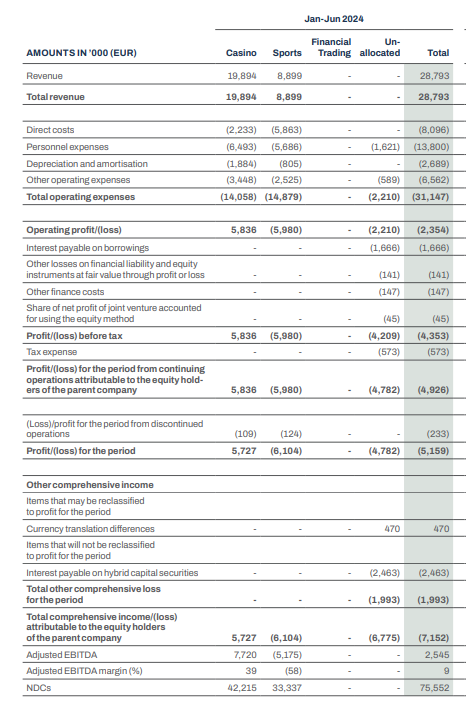 Jan-Jun 2024
Financial Un-
AMOUNTS IN '000 (EUR) Casino Sports Trading allocated Total
Revenue 19,894 8,899 - - 28,793
Total revenue 19,894 8,899 - - 28,793
Direct costs (2,233) (5,863) - - (8,096)
Personnel expenses (6,493) (5,686) - (1,621) (13,800)
Depreciation and amortisation (1,884) (805) - - (2,689)
Other operating expenses (3,448) (2,525) - (589) (6,562)
Total operating expenses (14,058) (14,879) - (2,210) (31,147)
Operating profit/(loss) 5,836 (5,980) - (2,210) (2,354)
Interest payable on borrowings - - - (1,666) (1,666)
Other losses on financial liability and equity
instruments at fair value through profit or loss - - - (141) (141)
Other finance costs - - - (147) (147)
Share of net profit of joint venture accounted
for using the equity method - - - (45) (45)
Profit/(loss) before tax 5,836 (5,980) - (4,209) (4,353)
Tax expense - - - (573) (573)
Profit/(loss) for the period from continuing
operations attributable to the equity hold-
ers of the parent company 5,836 (5,980) - (4,782) (4,926)
(Loss)/profit for the period from discontinued
operations (109) (124) - - (233)
Profit/(loss) for the period 5,727 (6,104) - (4,782) (5,159)
Other comprehensive income
Items that may be reclassified
to profit for the period
Currency translation differences - - - 470 470
Items that will not be reclassified
to profit for the period
Interest payable on hybrid capital securities - - - (2,463) (2,463)
Total other comprehensive loss
for the period - - - (1,993) (1,993)
Total comprehensive income/(loss)
attributable to the equity holders
of the parent company 5,727 (6,104) - (6,775) (7,152)
Adjusted EBITDA 7,720 (5,175) - - 2,545
Adjusted EBITDA margin (%) 39 (58) - - 9
NDCs 42,215 33,337 - - 75,552